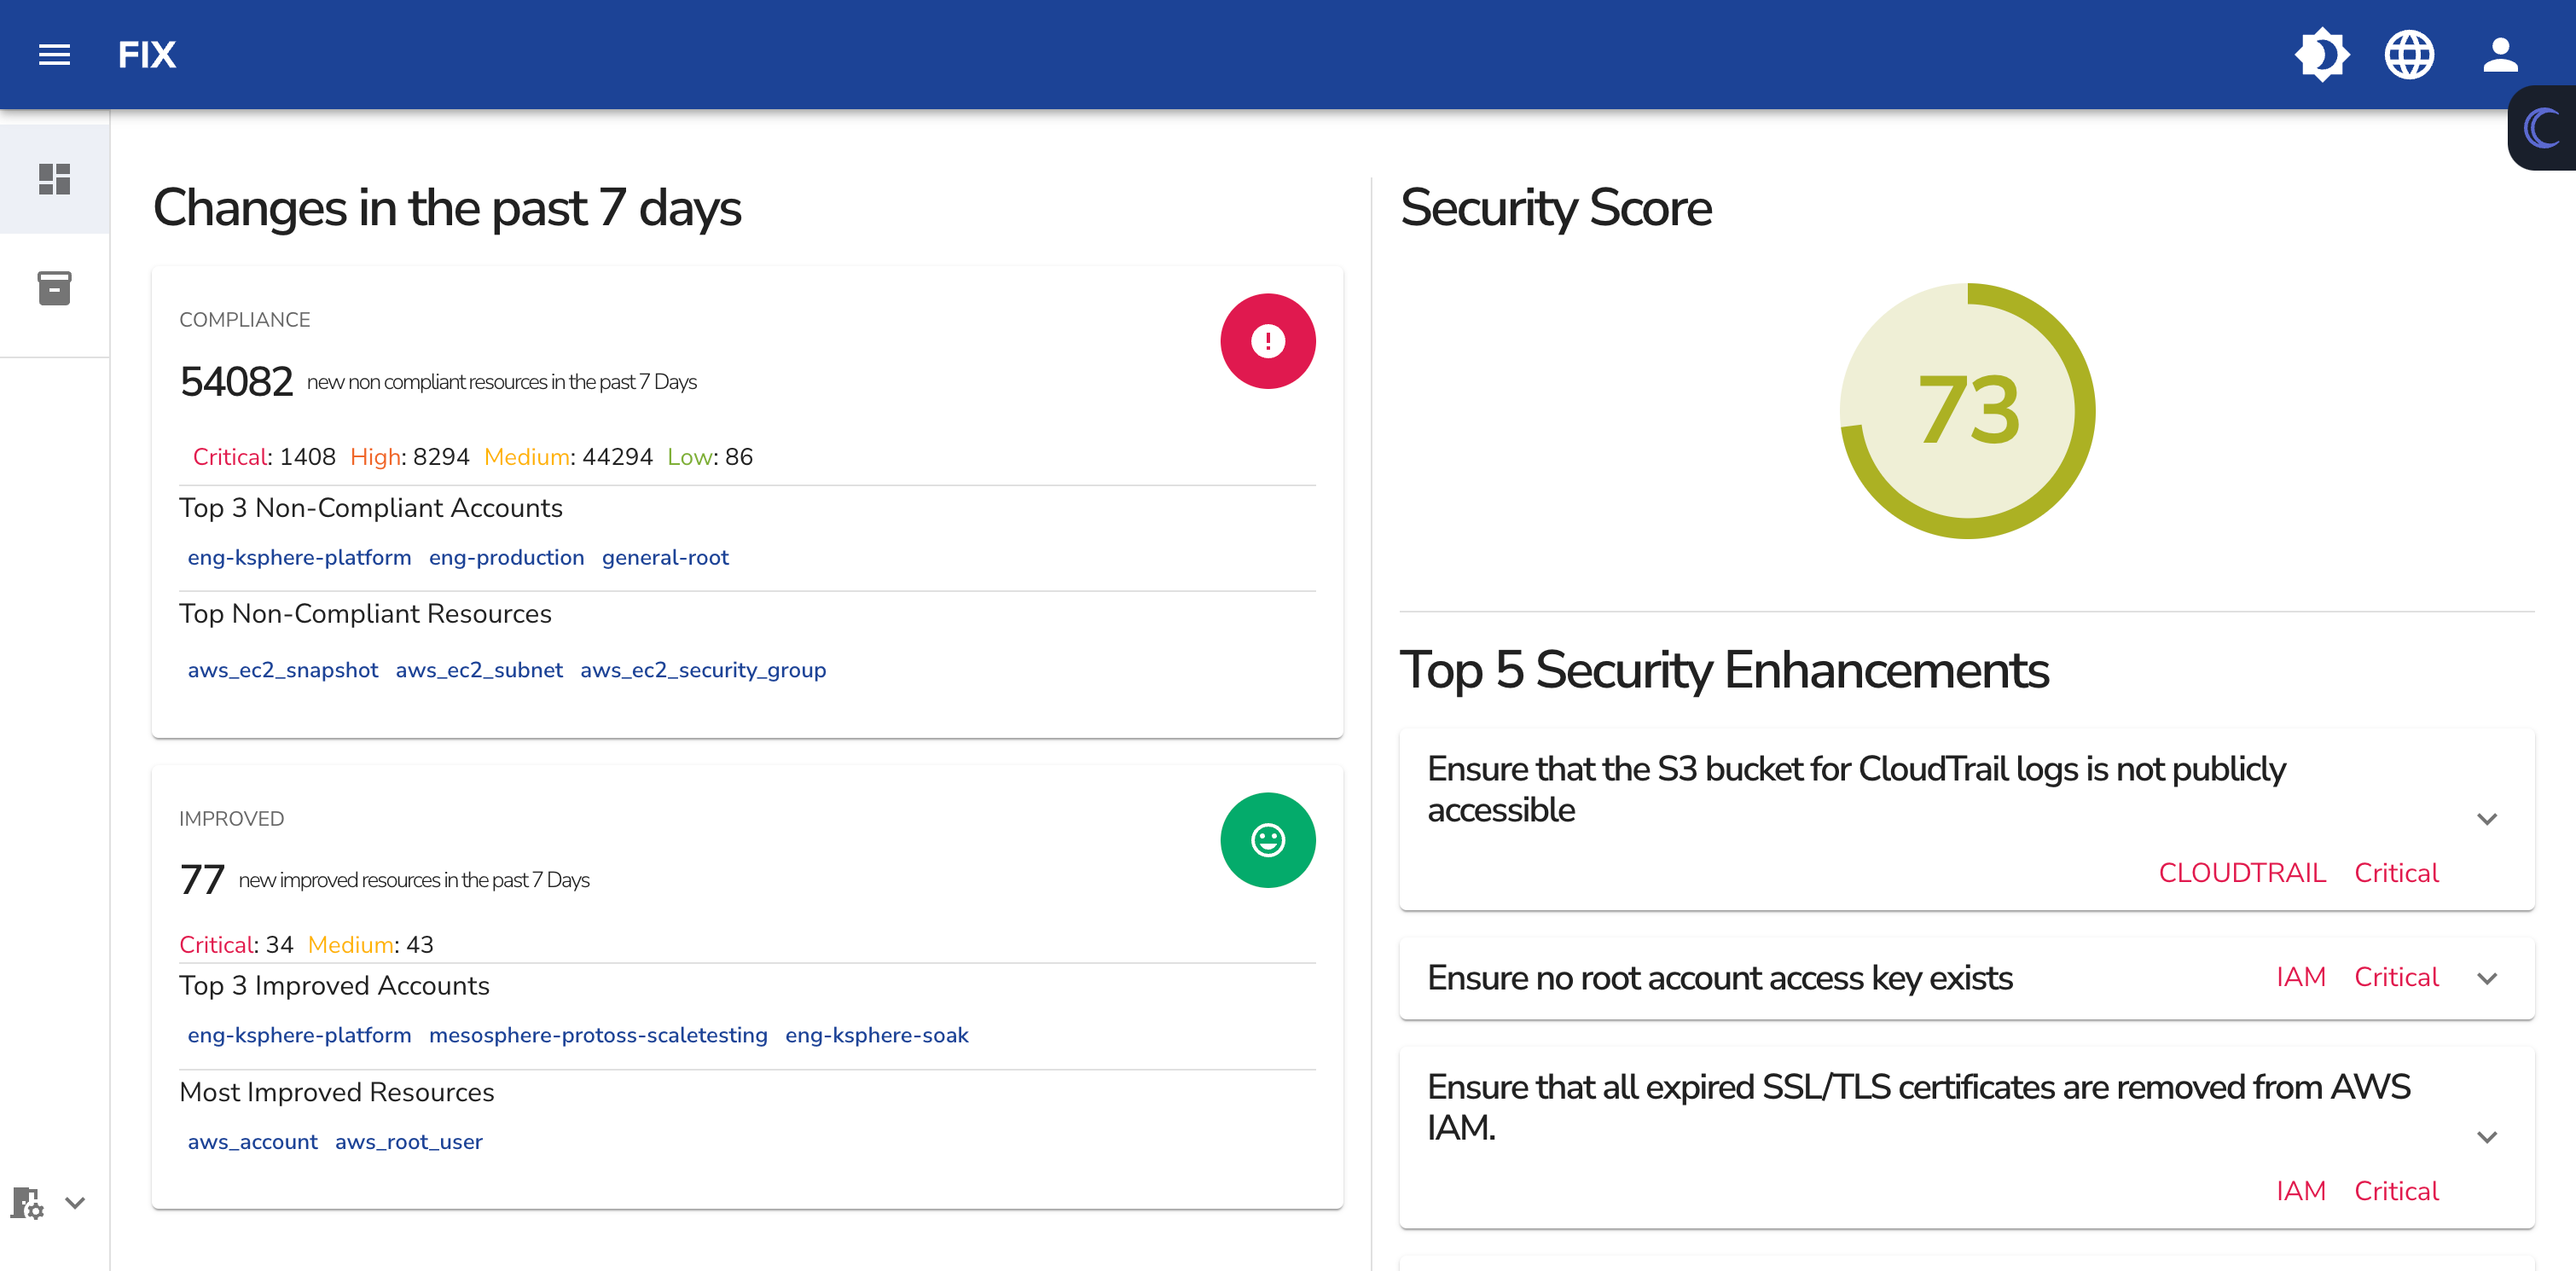 FIX
Changes in the past 7 days
COMPLIANCE
54082 new non compliant resources in the past 7 Days
Critical: 1408 High: 8294 Medium: 44294 Low: 86
Top 3 Non-Compliant Accounts
eng-ksphere-platform eng-production general-root
Top Non-Compliant Resources
aws_ec2_snapshot aws_ec2_subnet aws_ec2_security_group
IMPROVED
77 new improved resources in the past 7 Days
Critical: 34 Medium: 43
Top 3 Improved Accounts
eng-ksphere-platform mesosphere-protoss-scaletesting eng-ksphere-soak
Most Improved Resources
aws_account aws_root_user
Security Score
73
Top 5 Security Enhancements
Ensure that the S3 bucket for CloudTrail logs is not publicly
accessible
CLOUDTRAIL Critical
Ensure no root account access key exists IAM Critical
Ensure that all expired SSL/TLS certificates are removed from AWS
IAM.
IAM Critical